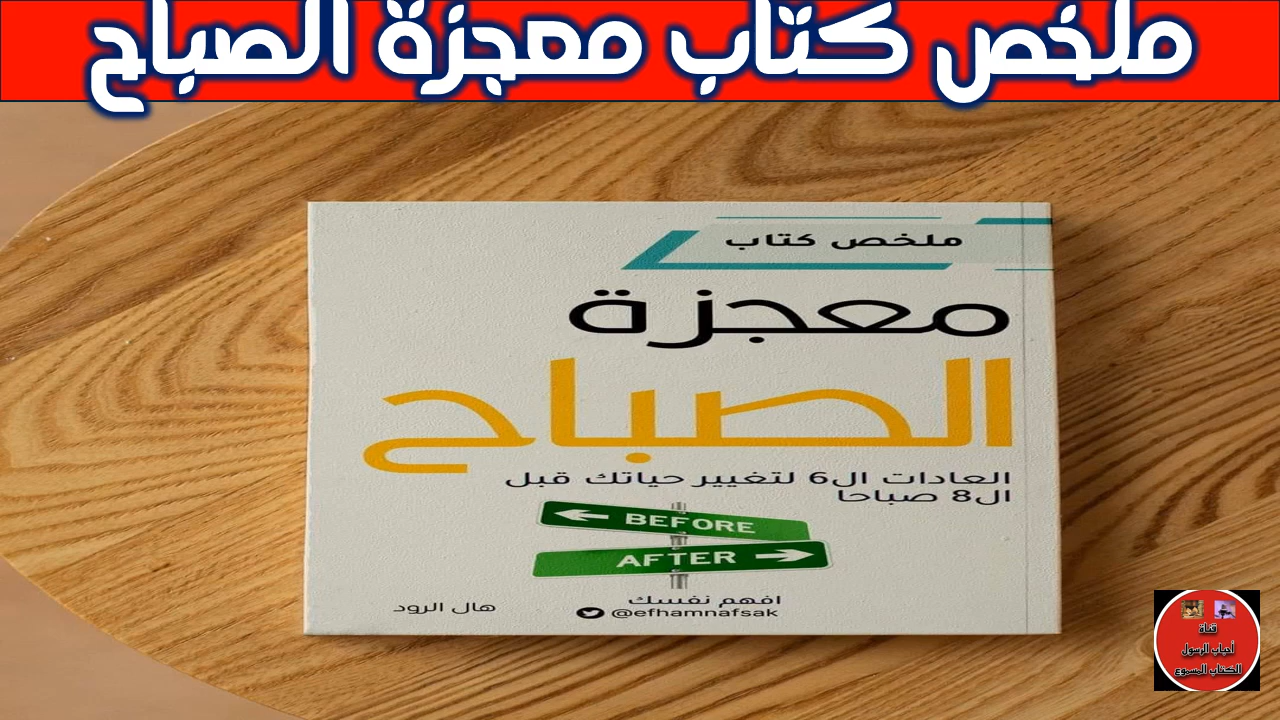 ملخص كتاب معجزة الصباح
ملخص كتاب
معجزة
الصباح
العادات ال6 لتغيير حياتك قبل
ال8 صباحا
BEFORE
AFTER
افهم نفسك
@efhamnafsak
هال الرود
قناة
أحباب الرسول
الكتاب المسموع